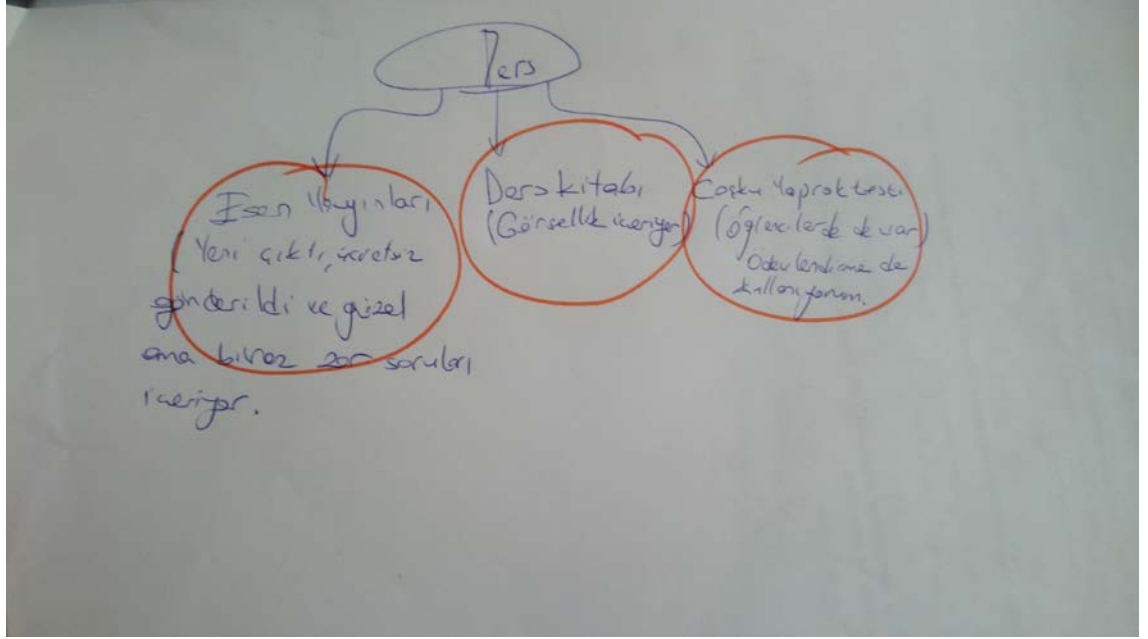 Ders
Esen Yayınları
(Yeni çıktı, ücretsiz
gönderildi ve güzel
ama biraz zor soruları
içeriyor.
Ders kitabı
(Görsellik içeriyor)
Coşku Yaprak testi
(Öğrencilerde de var)
Ödevlendirme de
kullanıyorum.